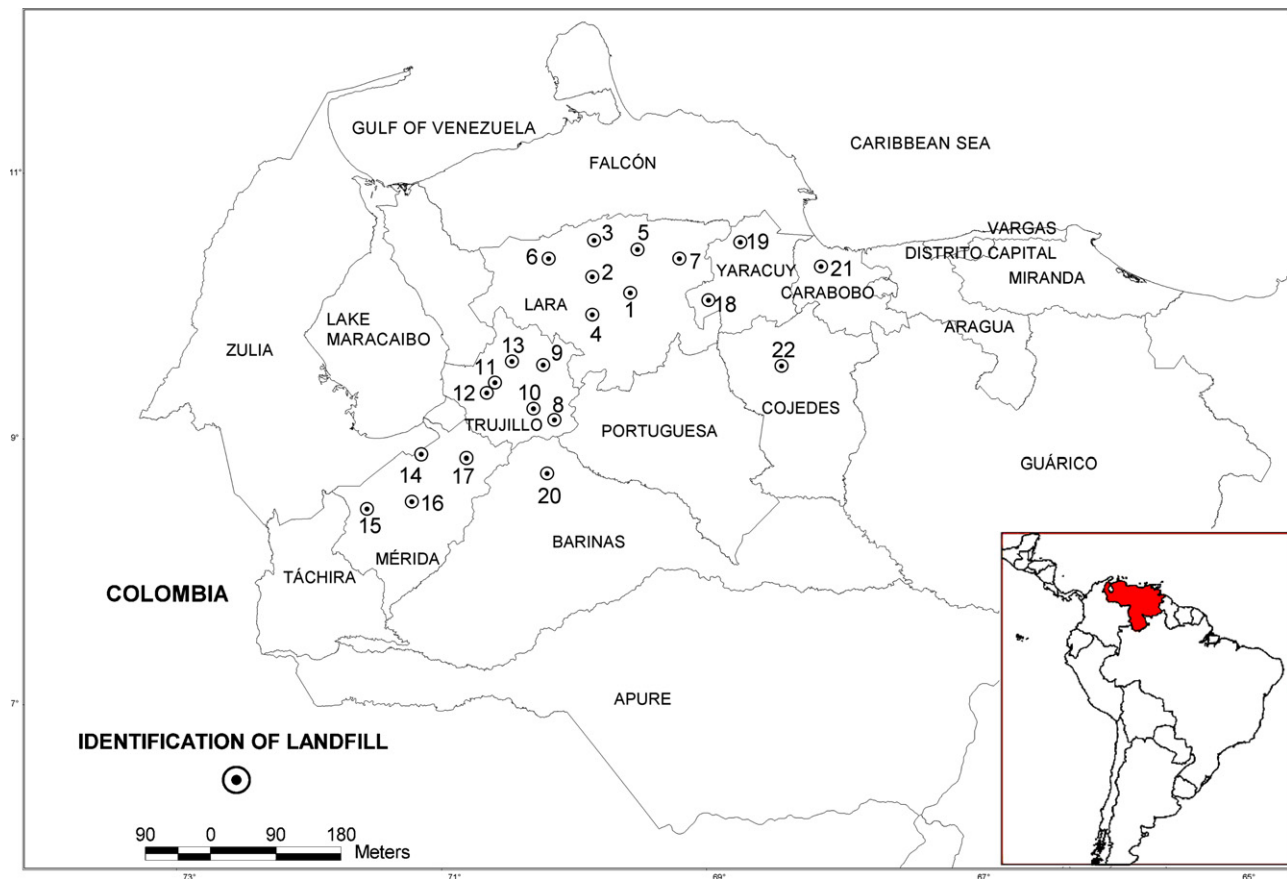 GULF OF VENEZUELA
CARIBBEAN SEA
11°
FALCÓN
VARGAS
3
5
19
DISTRITO CAPITAL
6
7
YARACUY
21
MIRANDA
2
CARABOBO
LARA
1
18
LAKE
MARACAIBO
4
ARAGUA
ZULIA
13
9
22
11
12
10
8
COJEDES
TRUJILLO
PORTUGUESA
9°
GUÁRICO
14
17
20
16
15
BARINAS
MÉRIDA
TÁCHIRA
COLOMBIA
7°
APURE
IDENTIFICATION OF LANDFILL
90 0 90 180
Meters
73°
71°
69°
67°
65°